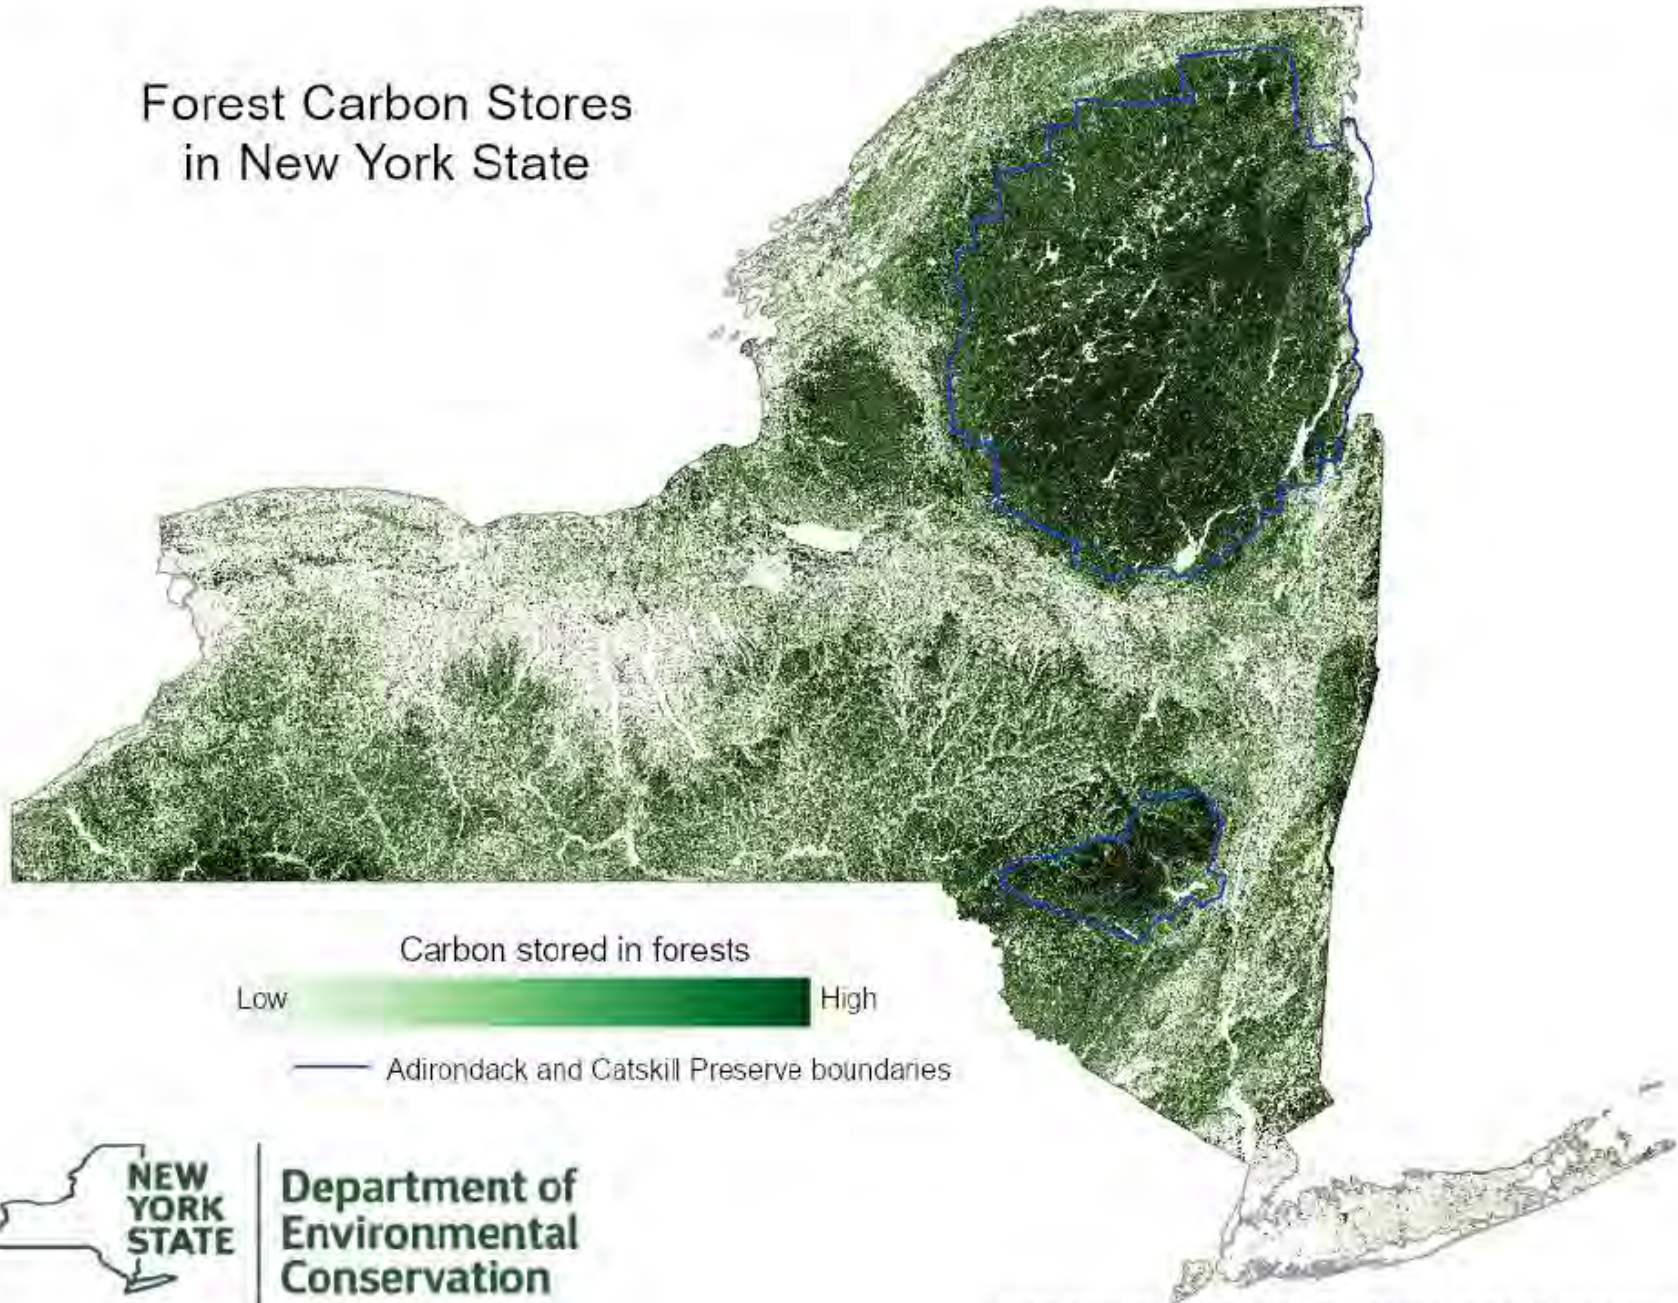 Forest Carbon Stores
in New York State
Carbon stored in forests
Low
High
Adirondack and Catskill Preserve boundaries
NEW
YORK
STATE
Department of
Environmental
Conservation